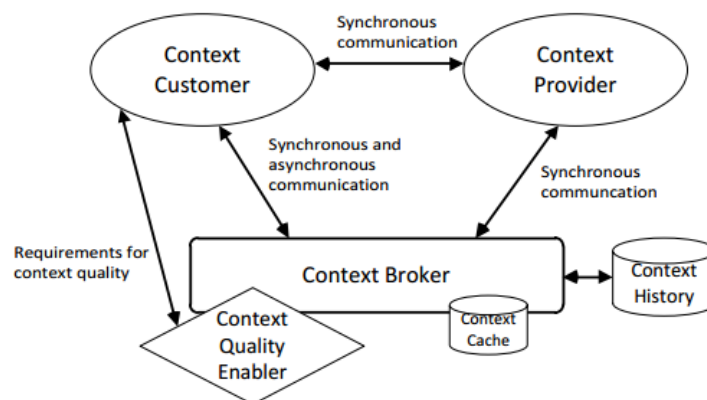 Synchronous
communication
Context
Customer
Context
Provider
Synchronous and
asynchronous
communication
Synchronous
communcation
Requirements for
context quality
Context Broker
Context
History
Context
Cache
Context
Quality
Enabler